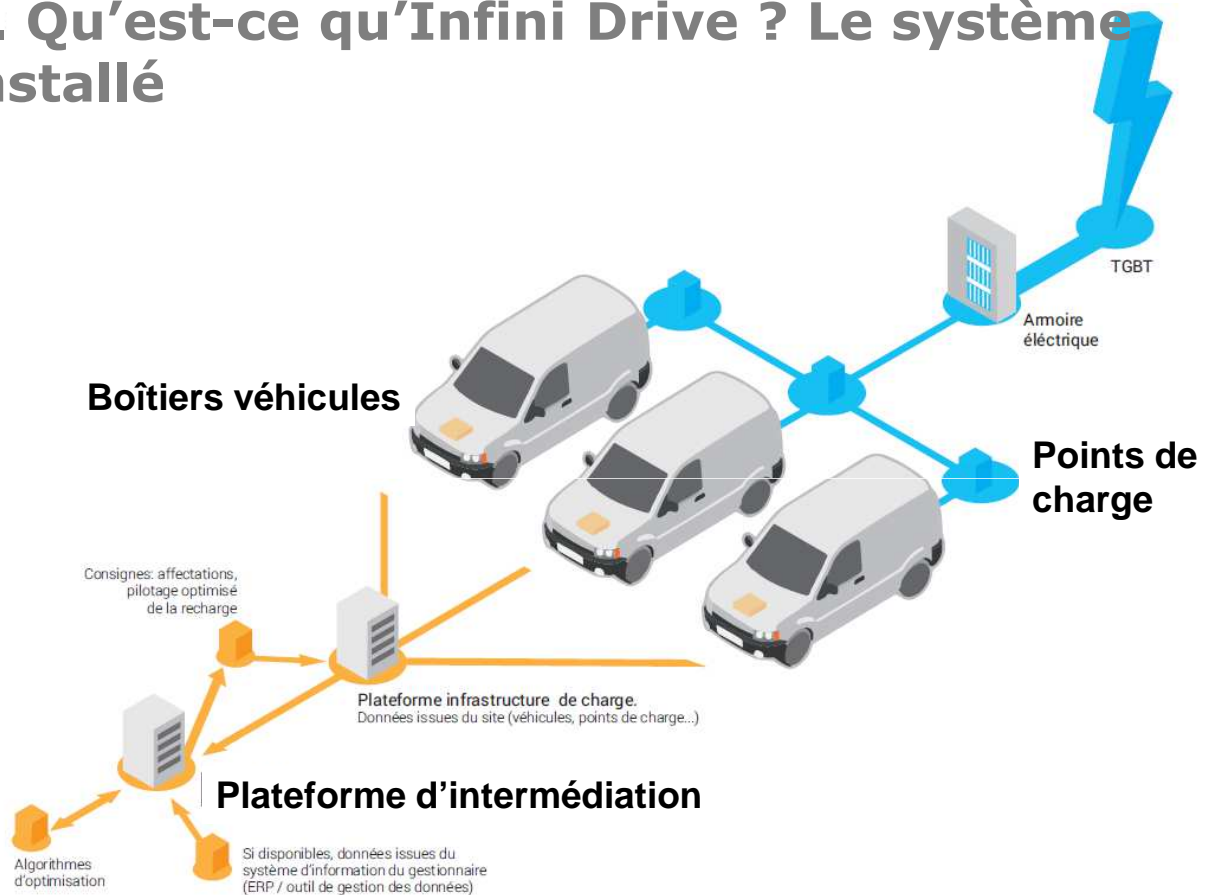 . Qu’est-ce qu’Infini Drive ? Le système
nstallé
TGBT
Armoire
éléctrique
Boîtiers véhicules
Points de
charge
Consignes: affectations,
pilotage optimisé
de la recharge
Plateforme infrastructure de charge.
Données issues du site (véhicules, points de charge...)
Plateforme d’intermédiation
Algorithmes
d'optimisation
Si disponibles, données issues du
système d'information du gestionnaire
(ERP / outil de gestion des données)